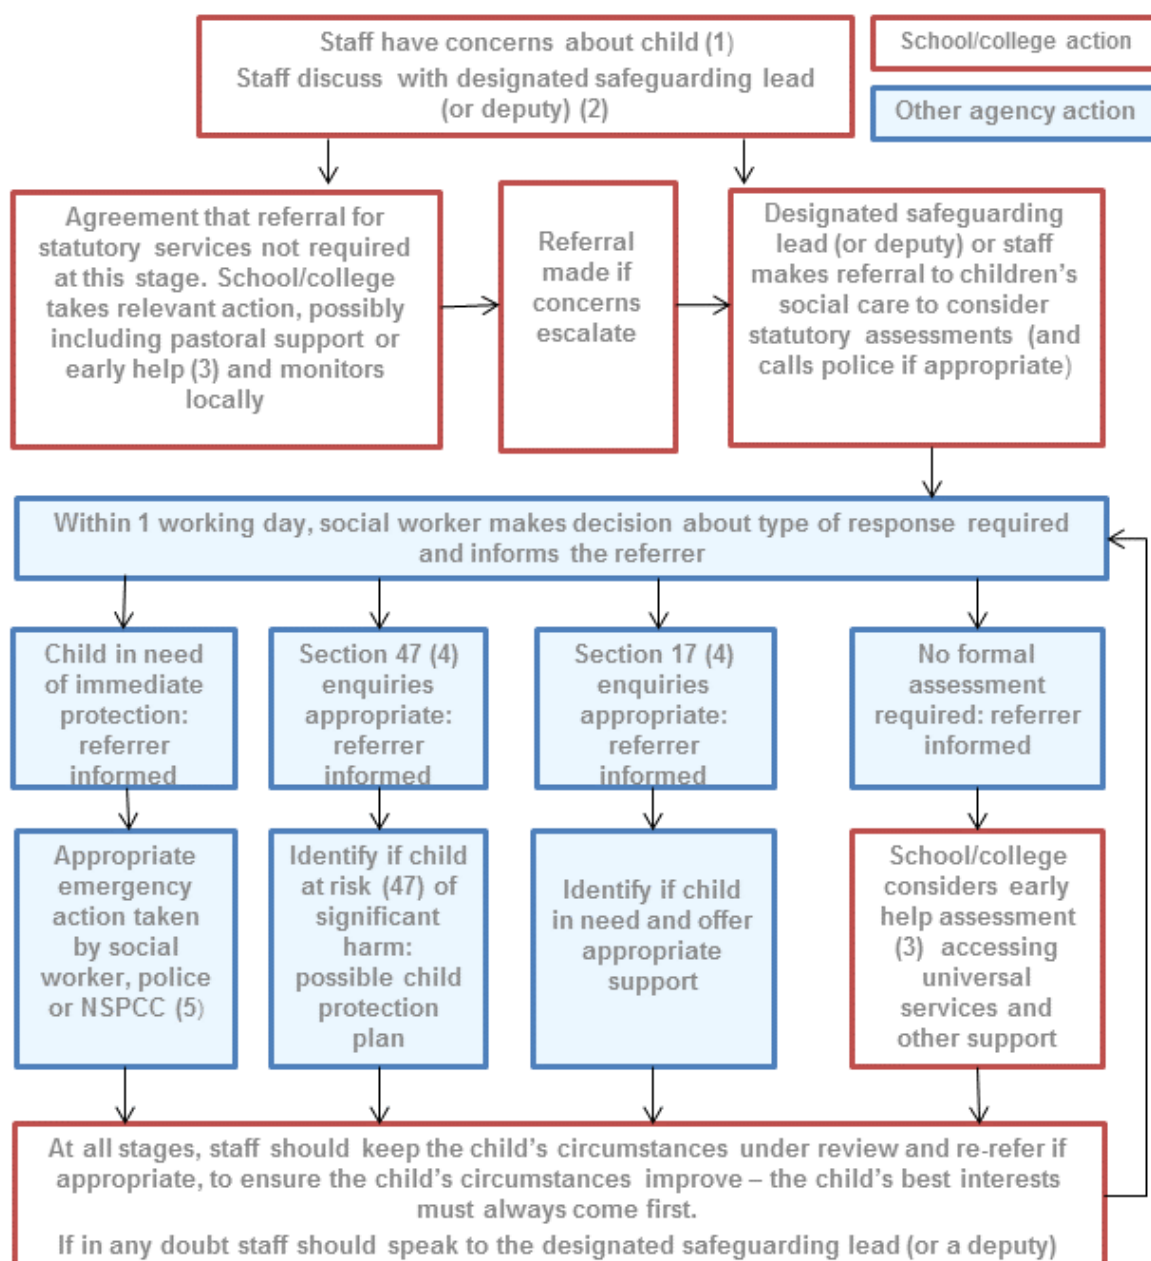 Staff have concerns about child (1)
Staff discuss with designated safeguarding lead
(or deputy) (2)
School/college action
Other agency action
Agreement that referral for
statutory services not required
at this stage. School/college
takes relevant action, possibly
including pastoral support or
early help (3) and monitors
locally
Referral
made if
concerns
escalate
Designated safeguarding
lead (or deputy) or staff
makes referral to children's
social care to consider
statutory assessments (and
calls police if appropriate)
Within 1 working day, social worker makes decision about type of response required
and informs the referrer
Child in need
of immediate
protection:
referrer
informed
Section 47 (4)
enquiries
appropriate:
referrer
informed
Section 17 (4)
enquiries
appropriate:
referrer
informed
No formal
assessment
required: referrer
informed
Appropriate
emergency
action taken
by social
worker, police
or NSPCC (5)
Identify if child
at risk (47) of
significant
harm:
possible child
protection
plan
Identify if child
in need and offer
appropriate
support
School/college
considers early
help assessment
(3) accessing
universal
services and
other support
At all stages, staff should keep the child's circumstances under review and re-refer if
appropriate, to ensure the child's circumstances improve – the child's best interests
must always come first.
If in any doubt staff should speak to the designated safeguarding lead (or a deputy)